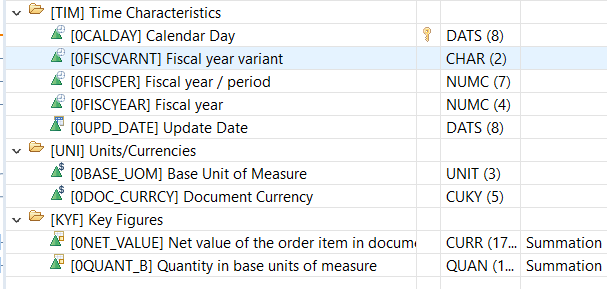 [TIM] Time Characteristics
[0CALDAY] Calendar Day DATS (8)
[0FISCVARNT] Fiscal year variant CHAR (2)
[0FISCPER] Fiscal year / period NUMC (7)
[0FISCYEAR] Fiscal year NUMC (4)
[0UPD_DATE] Update Date DATS (8)
[UNI] Units/Currencies
[0BASE_UOM] Base Unit of Measure UNIT (3)
[0DOC_CURRCY] Document Currency CUKY (5)
[KYF] Key Figures
[0NET_VALUE] Net value of the order item in docume CURR (17... Summation
[0QUANT_B] Quantity in base units of measure QUAN (1... Summation